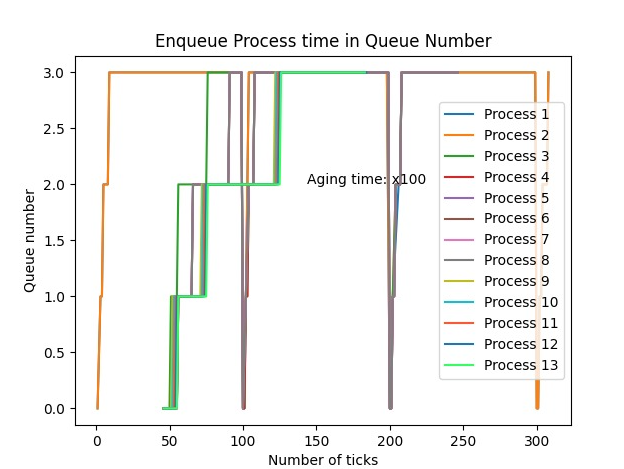 Enqueue Process time in Queue Number
Queue number
3.0
2.5
2.0
1.5
1.0
0.5
0.0
Aging time: x100
Process 1
Process 2
Process 3
Process 4
Process 5
Process 6
Process 7
Process 8
Process 9
Process 10
Process 11
Process 12
Process 13
0 50 100 150 200 250 300
Number of ticks